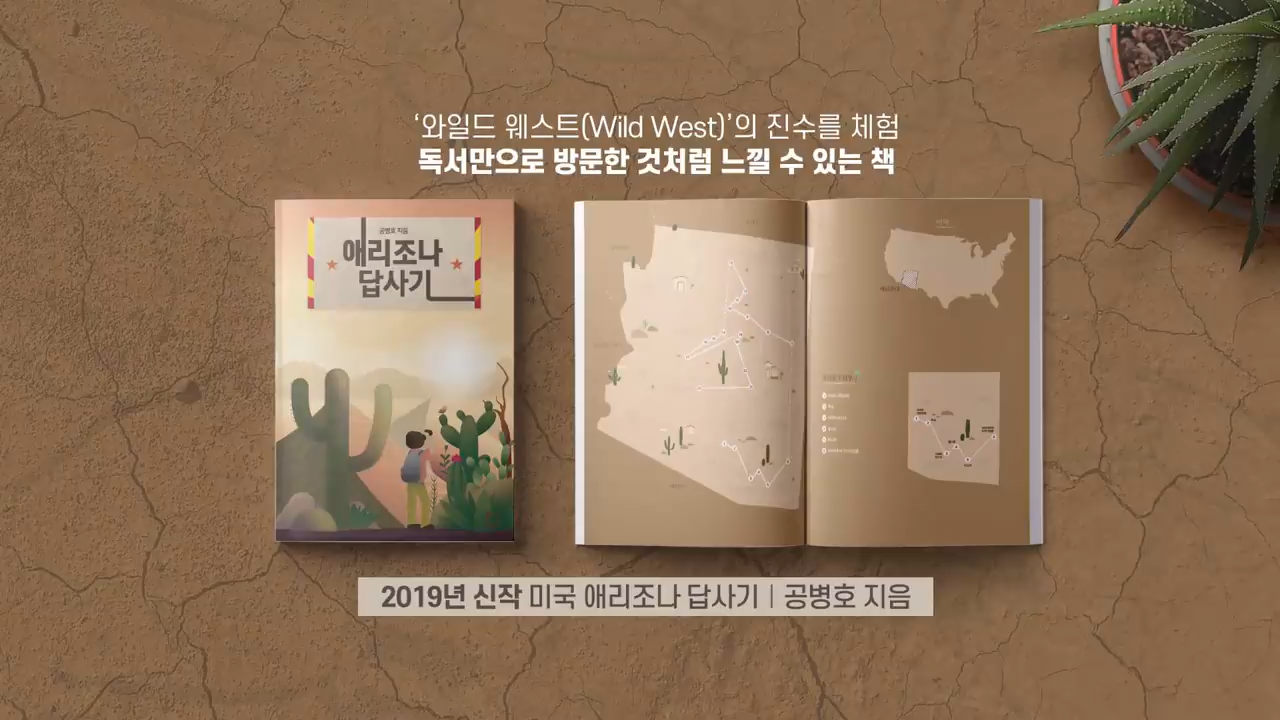 ‘와일드 웨스트(Wild West)’의 진수를 체험
독서만으로 방문한 것처럼 느낄 수 있는 책
공병호 지음
애리조나
답사기
2019년 신작 미국 애리조나 답사기 | 공병호 지음